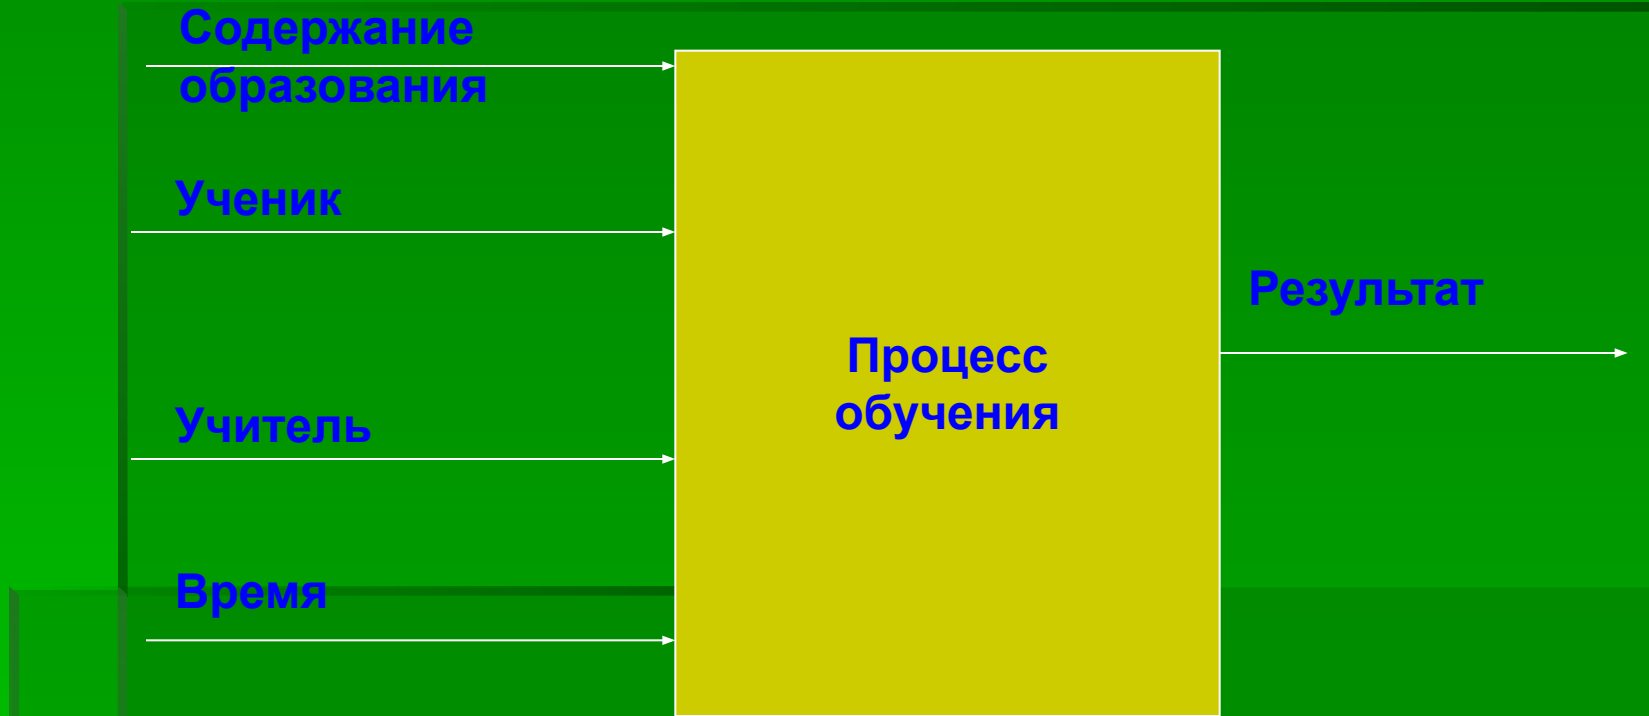 Содержание
образования
Ученик
Результат
Процесс
обучения
Учитель
Время